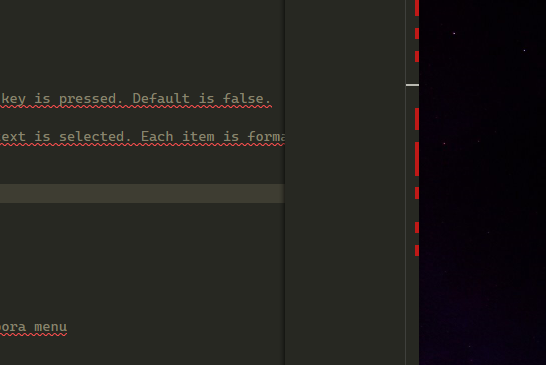 key is pressed. Default is false.
ext is selected. Each item is forma
ora menu